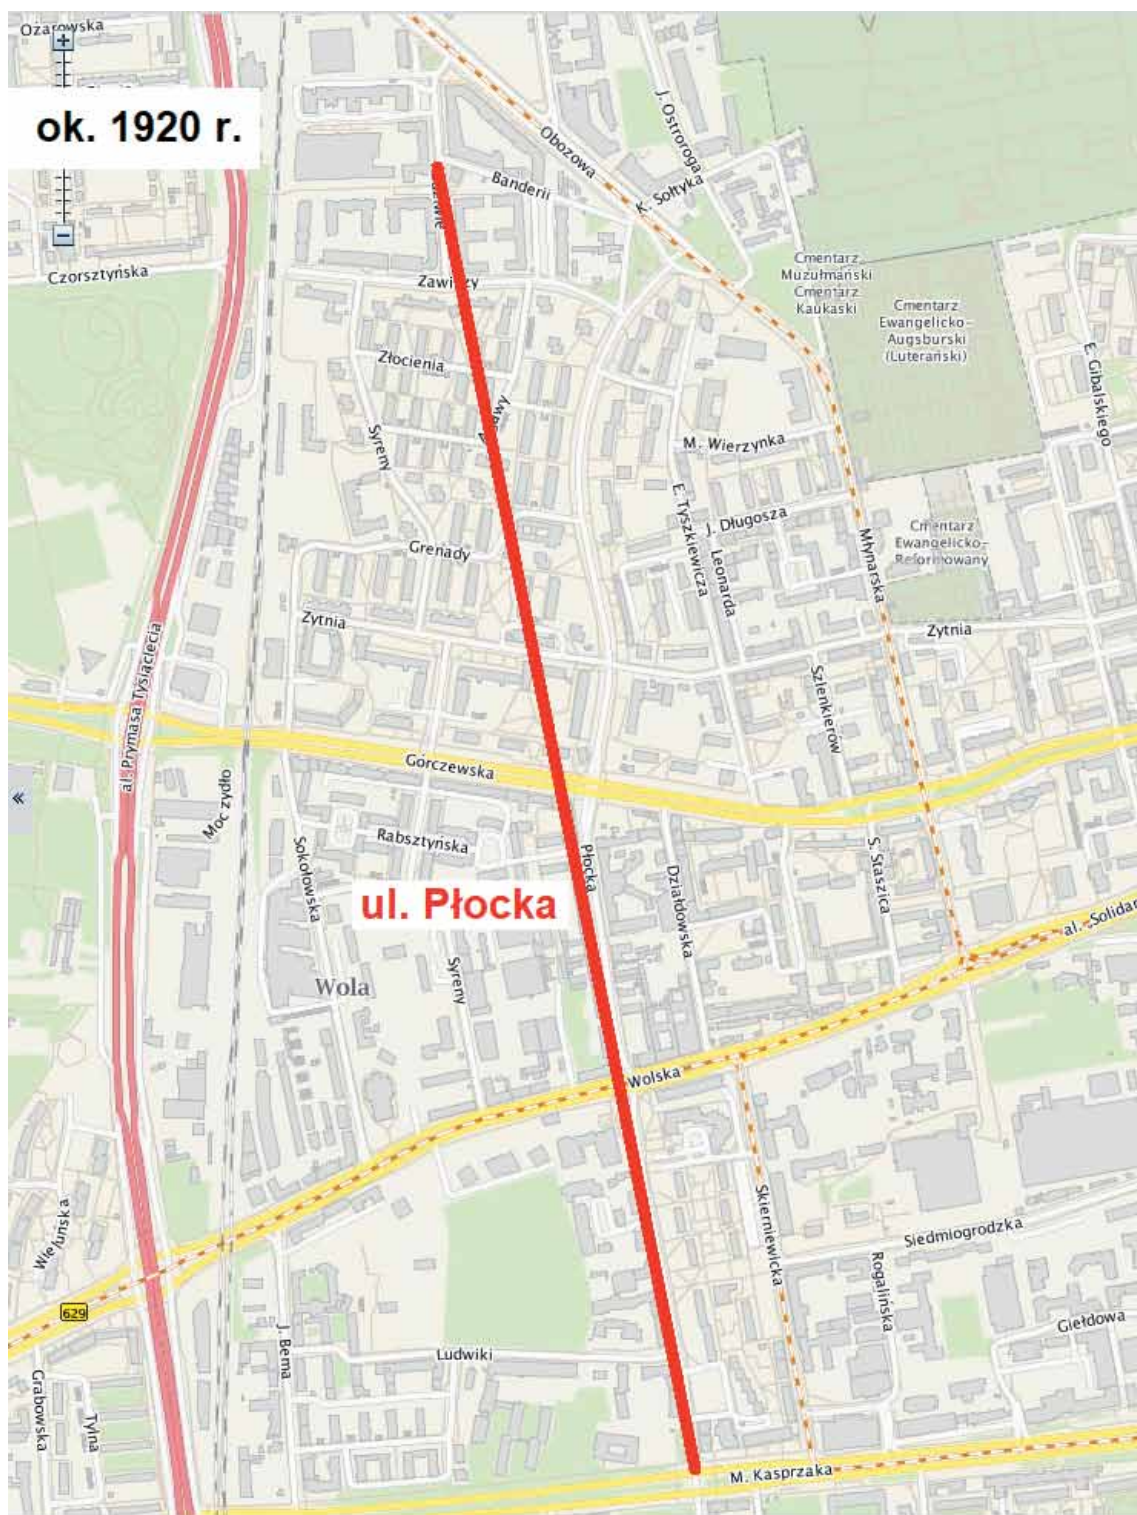 Ożarowska
ok. 1920 r.
J. Ostroroga
Obozowa
Banderii
K. Sołtyka
Czorsztyńska
Cmentarz
Muzułmański
Cmentarz
Kaukaski
Cmentarz
Ewangelicko-
Augsburski
(Luterański)
E. Gibalskiego
Złocienia
Syreny
M. Wierzynka
E. Tyszkiewicza
J. Długosza
Leonarda
Młynarska
Cmentarz
Ewangelicko-
Reformowany
Grenady
Zytnia
Zytnia
al. Prymasa Tysiąclecia
Szlenkierów
Górczewska
«
Moczydło
Rabsztyńska
Sokołowska
Płocka
Działdowska
S. Staszica
ul. Płocka
al. „Solidar
Syreny
Wola
Wolska
Skierniewicka
Siedmiogrodzka
Wieluńska
Rogalińska
629
Giełdowa
J. Bema
Ludwiki
Grabowska
Tylna
M. Kasprzaka